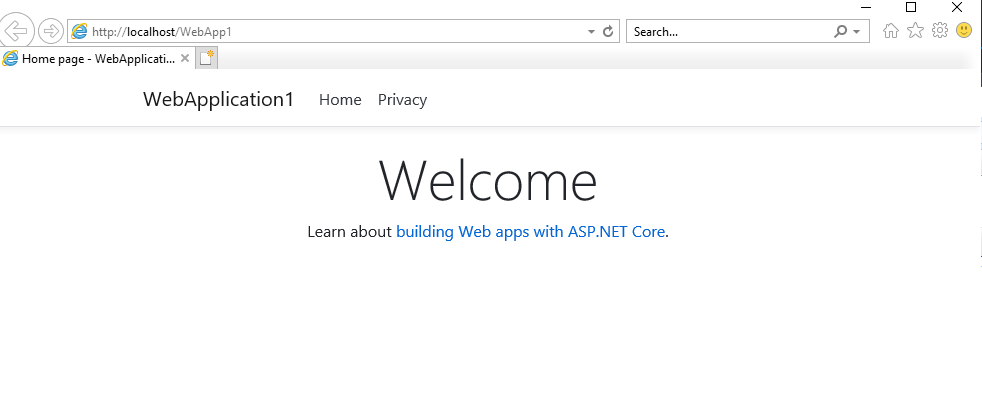 http://localhost/WebApp1
Search...
Home page - WebApplicati...
WebApplication1 Home Privacy
Welcome
Learn about building Web apps with ASP.NET Core.